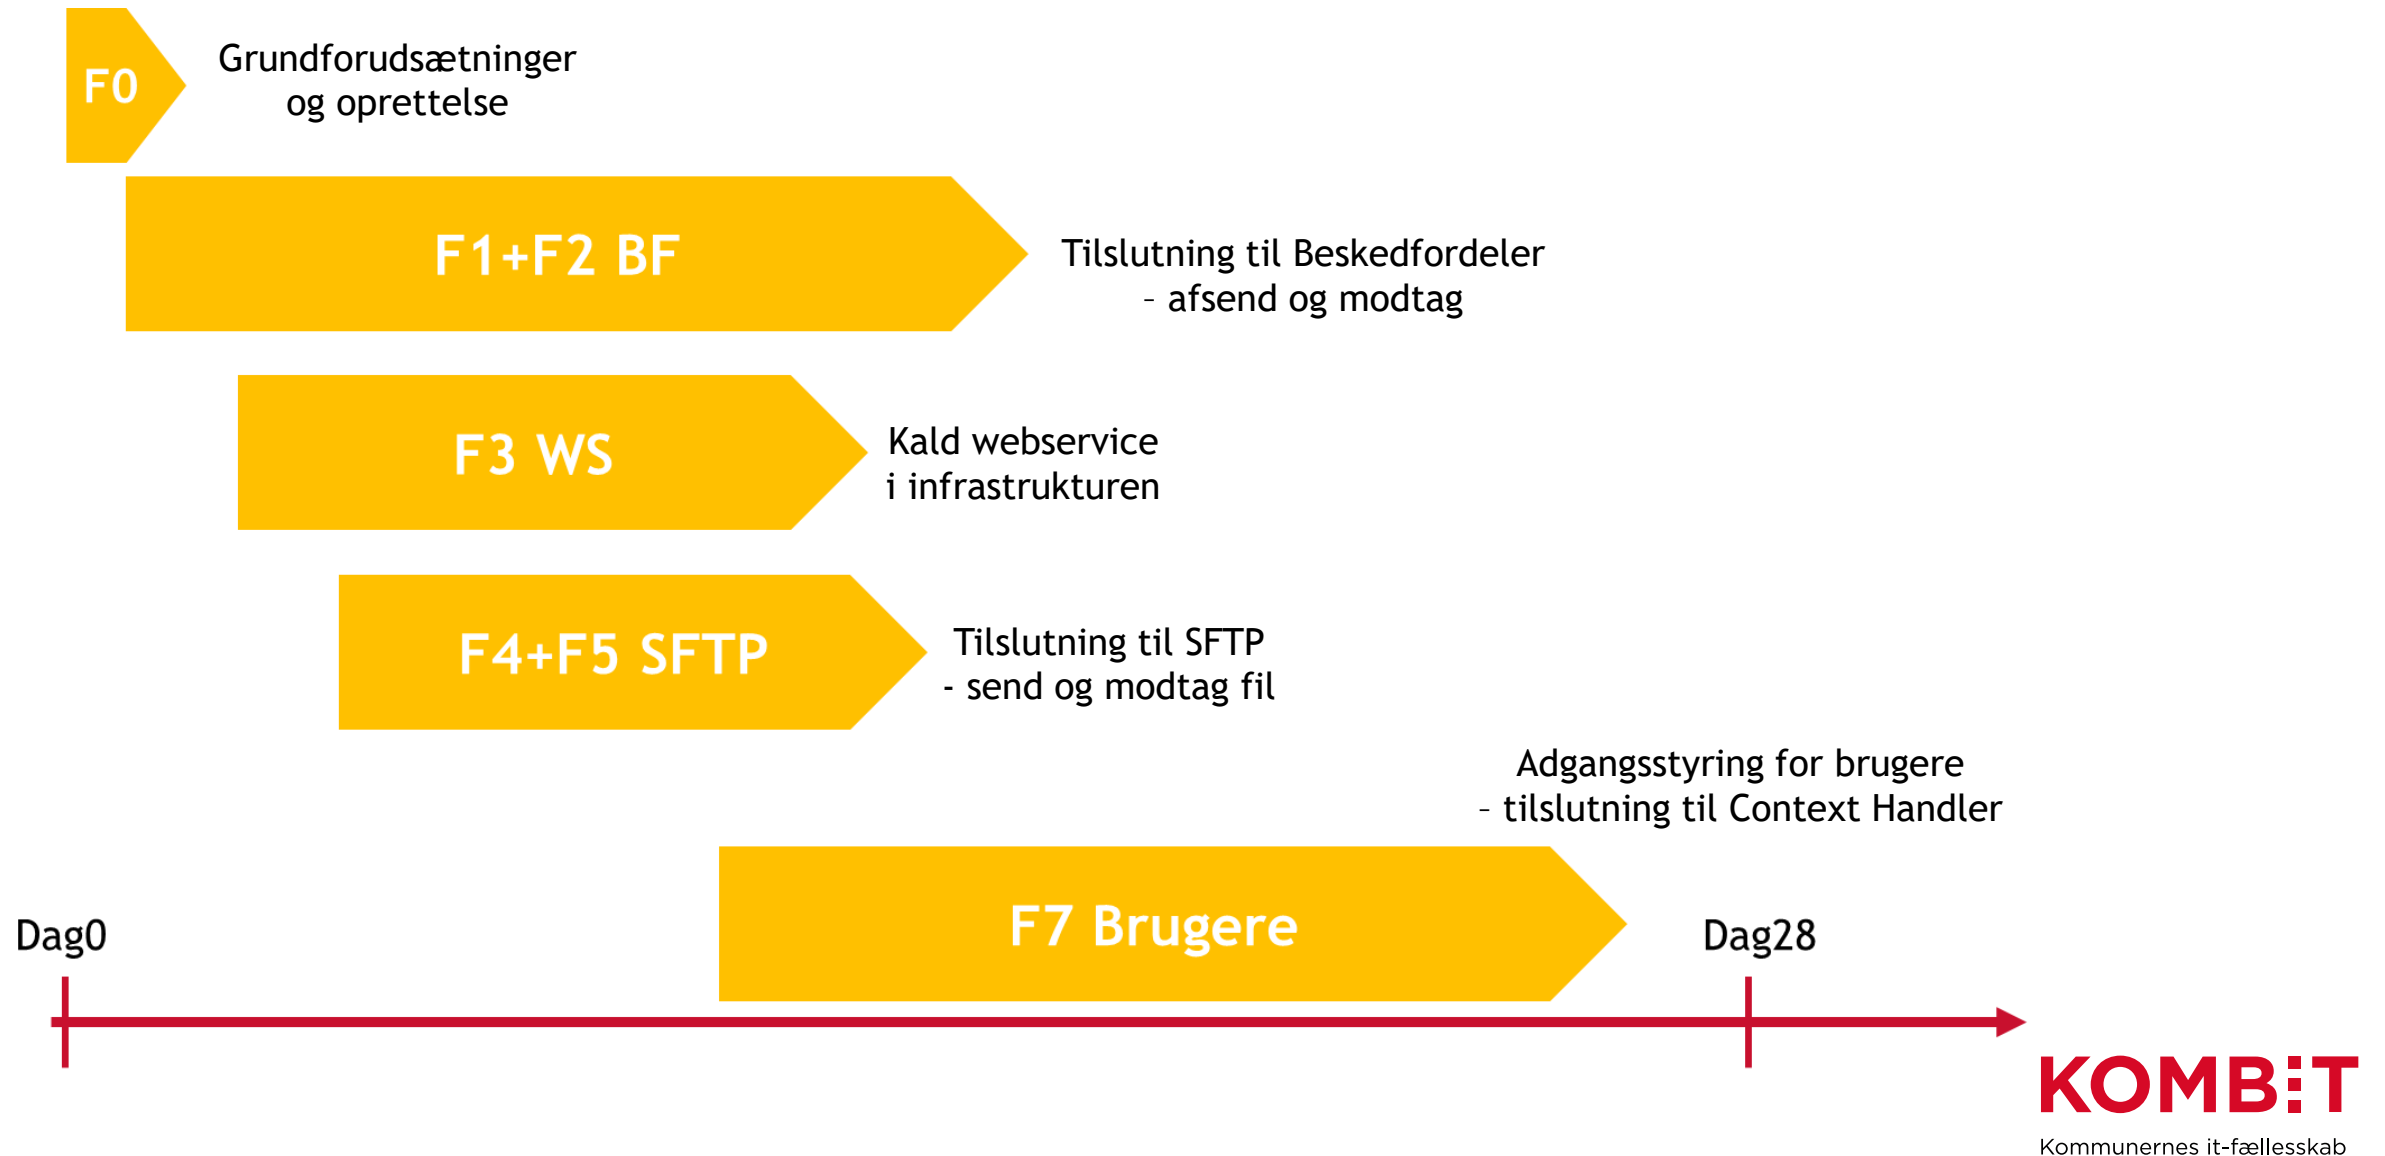 F0
Grundforudsætninger
og oprettelse
F1+F2 BF
Tilslutning til Beskedfordeler
– afsend og modtag
F3 WS
Kald webservice
i infrastrukturen
F4+F5 SFTP
Tilslutning til SFTP
- send og modtag fil
Adgangsstyring for brugere
– tilslutning til Context Handler
F7 Brugere
Dag0
Dag28
KOMBIT
Kommunernes it-fællesskab